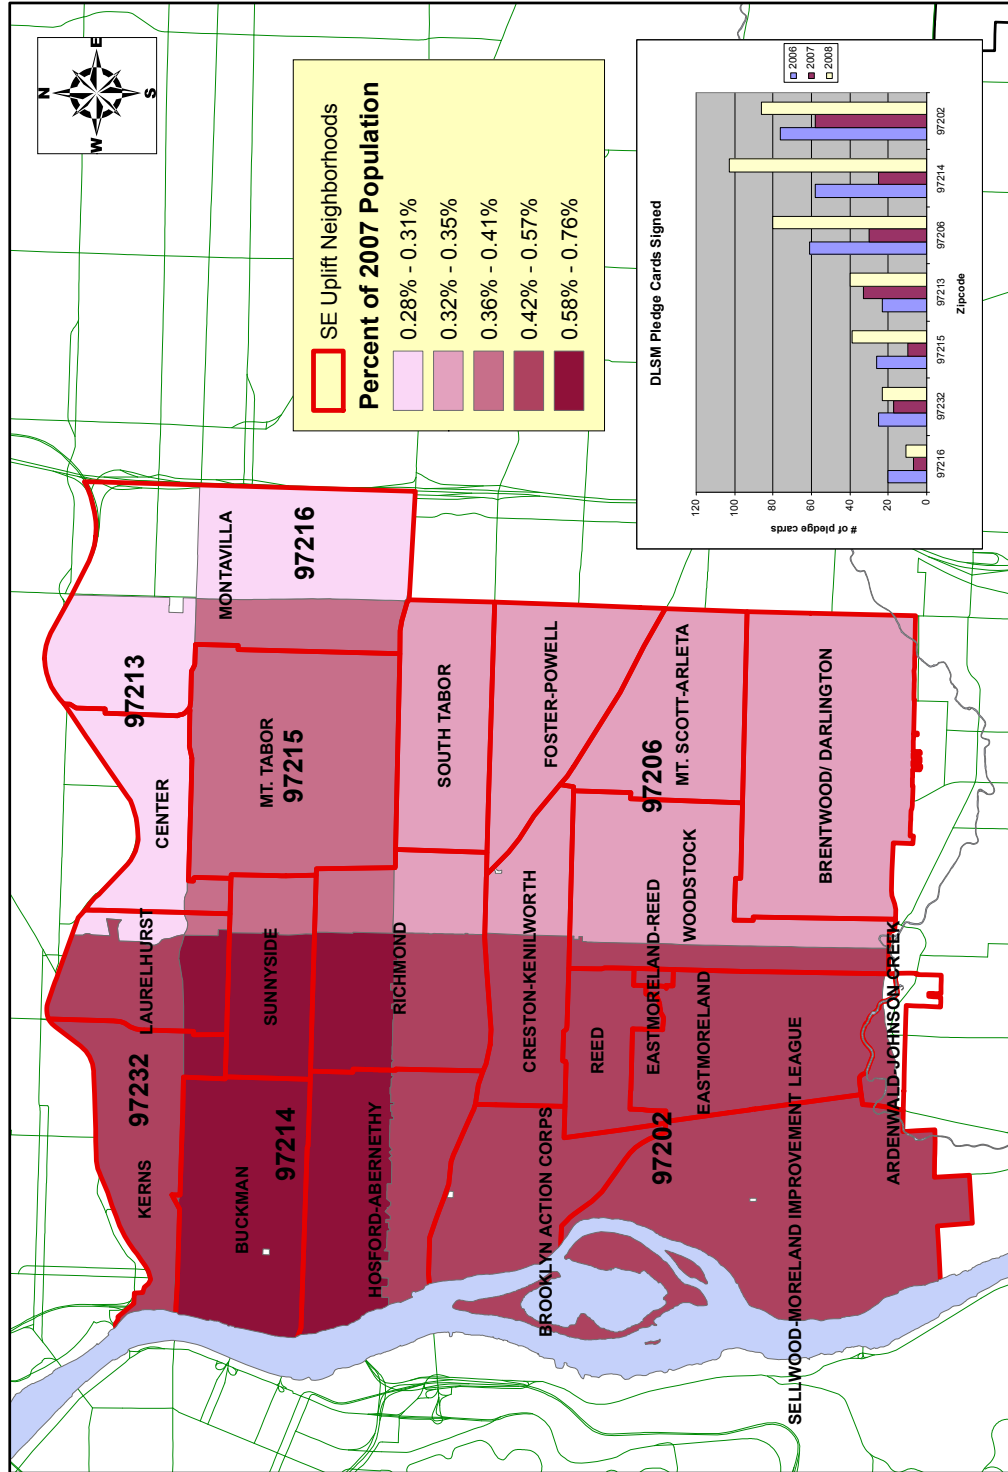 N
W
E
S
SE Uplift Neighborhoods
Percent of 2007 Population
0.28% - 0.31%
0.32% - 0.35%
0.36% - 0.41%
0.42% - 0.57%
0.58% - 0.76%
KERNS
97232
LAURELHURST
CENTER
97213
MONTAVILLA
97216
BUCKMAN
97214
SUNNYSIDE
MT. TABOR
97215
HOSFORD-ABERNETHY
RICHMOND
SOUTH TABOR
BROOKLYN ACTION CORPS
CRESTON-KENILWORTH
FOSTER-POWELL
REED
EASTMORELAND-REED
97206
MT. SCOTT-ARLETA
97202
EASTMORELAND
WOODSTOCK
SELLWOOD-MORELAND IMPROVEMENT LEAGUE
BRENTWOOD/ DARLINGTON
ARDENWALD-JOHNSON CREEK
DLSM Pledge Cards Signed
# of pledge cards
120
100
80
60
40
20
0
97216
97232
97215
97213
97206
97214
97202
Zipcode
2006
2007
2008